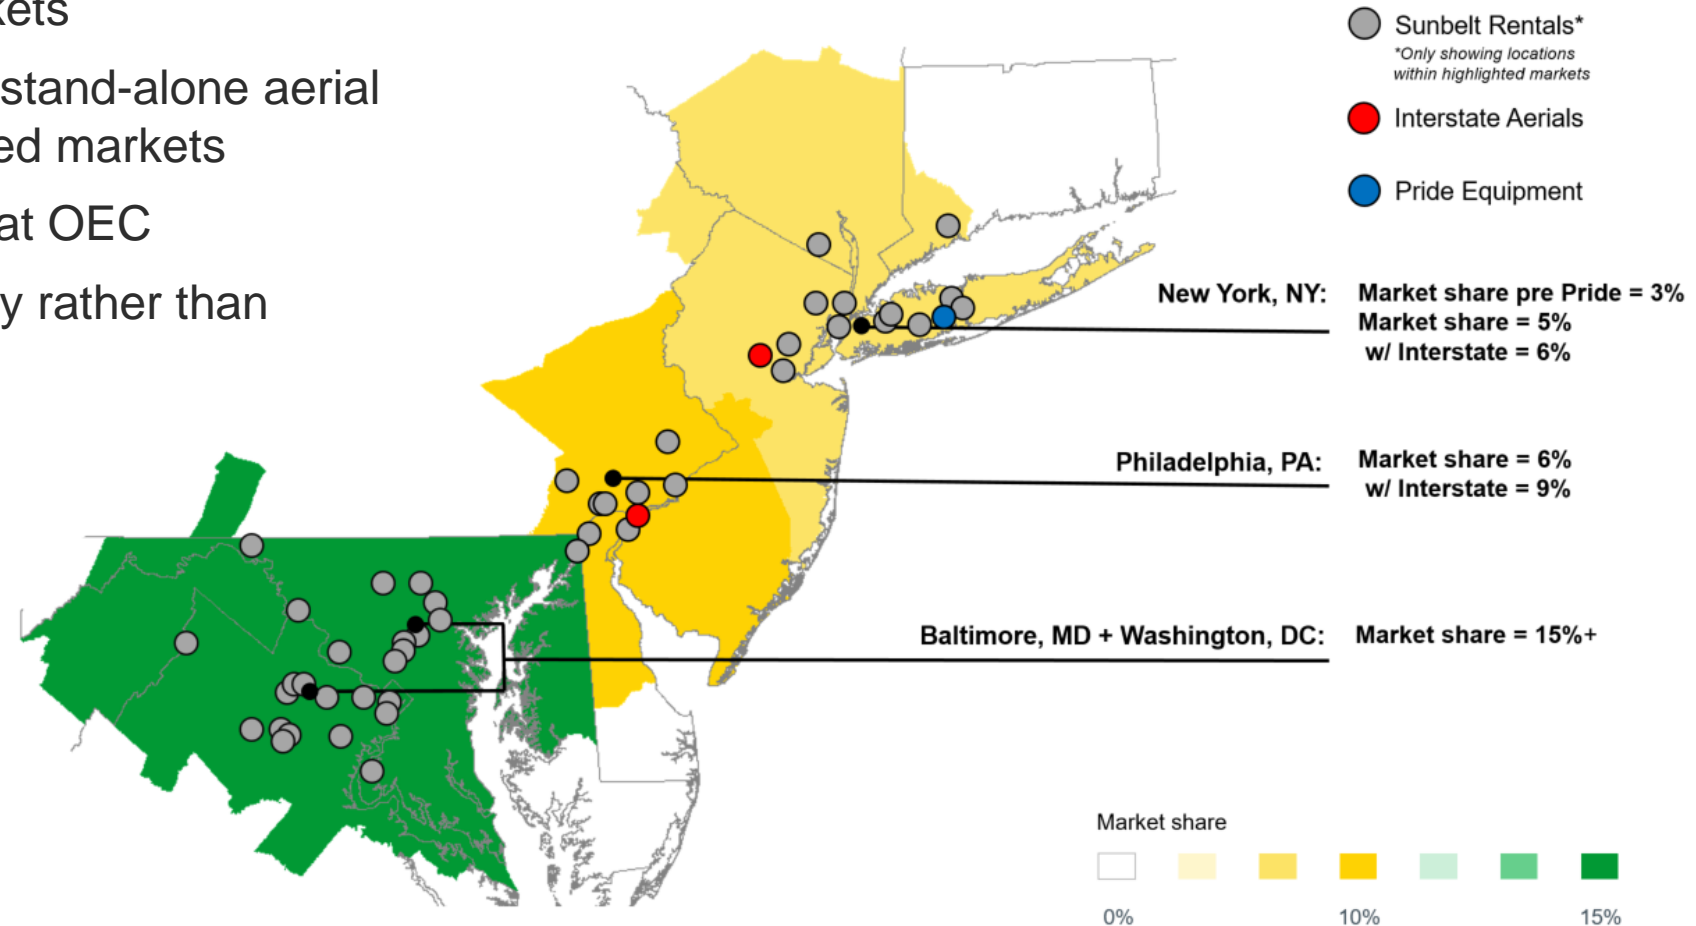 kets
stand-alone aerial
ed markets
at OEC
y rather than
Sunbelt Rentals*
*Only showing locations
within highlighted markets
Interstate Aerials
Pride Equipment
New York, NY: Market share pre Pride = 3%
Market share = 5%
w/ Interstate = 6%
Philadelphia, PA: Market share = 6%
w/ Interstate = 9%
Baltimore, MD + Washington, DC: Market share = 15%+
Market share
0% 10% 15%